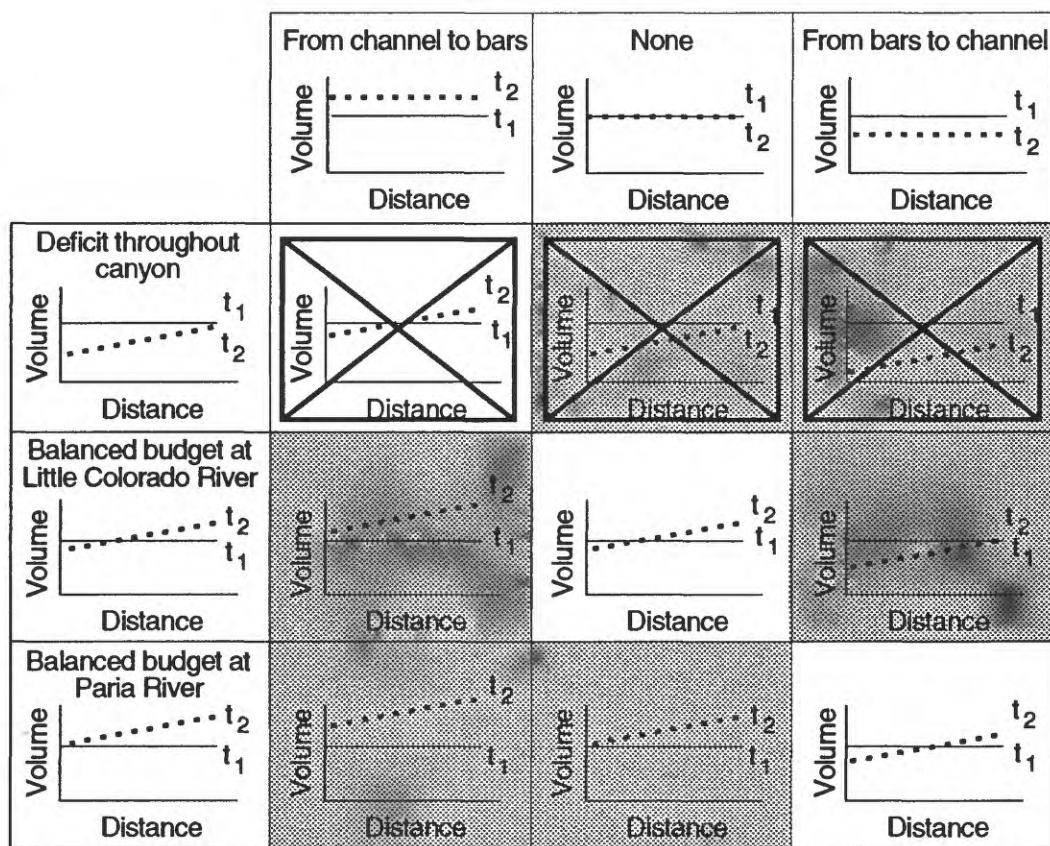 From channel to bars
t2
t1
Volume
Distance
None
t1
t2
Volume
Distance
From bars to channel
t1
t2
Volume
Distance
Deficit throughout
canyon
t1
t2
Volume
Distance
t2
t1
Volume
Distance
t1
t2
Volume
Distance
t1
t2
Volume
Distance
Balanced budget at
Little Colorado River
t2
t1
Volume
Distance
t2
t1
Volume
Distance
t2
t1
Volume
Distance
t2
t1
Volume
Distance
Balanced budget at
Paria River
t2
t1
Volume
Distance
t2
t1
Volume
Distance
t2
t1
Volume
Distance
t2
t1
Volume
Distance